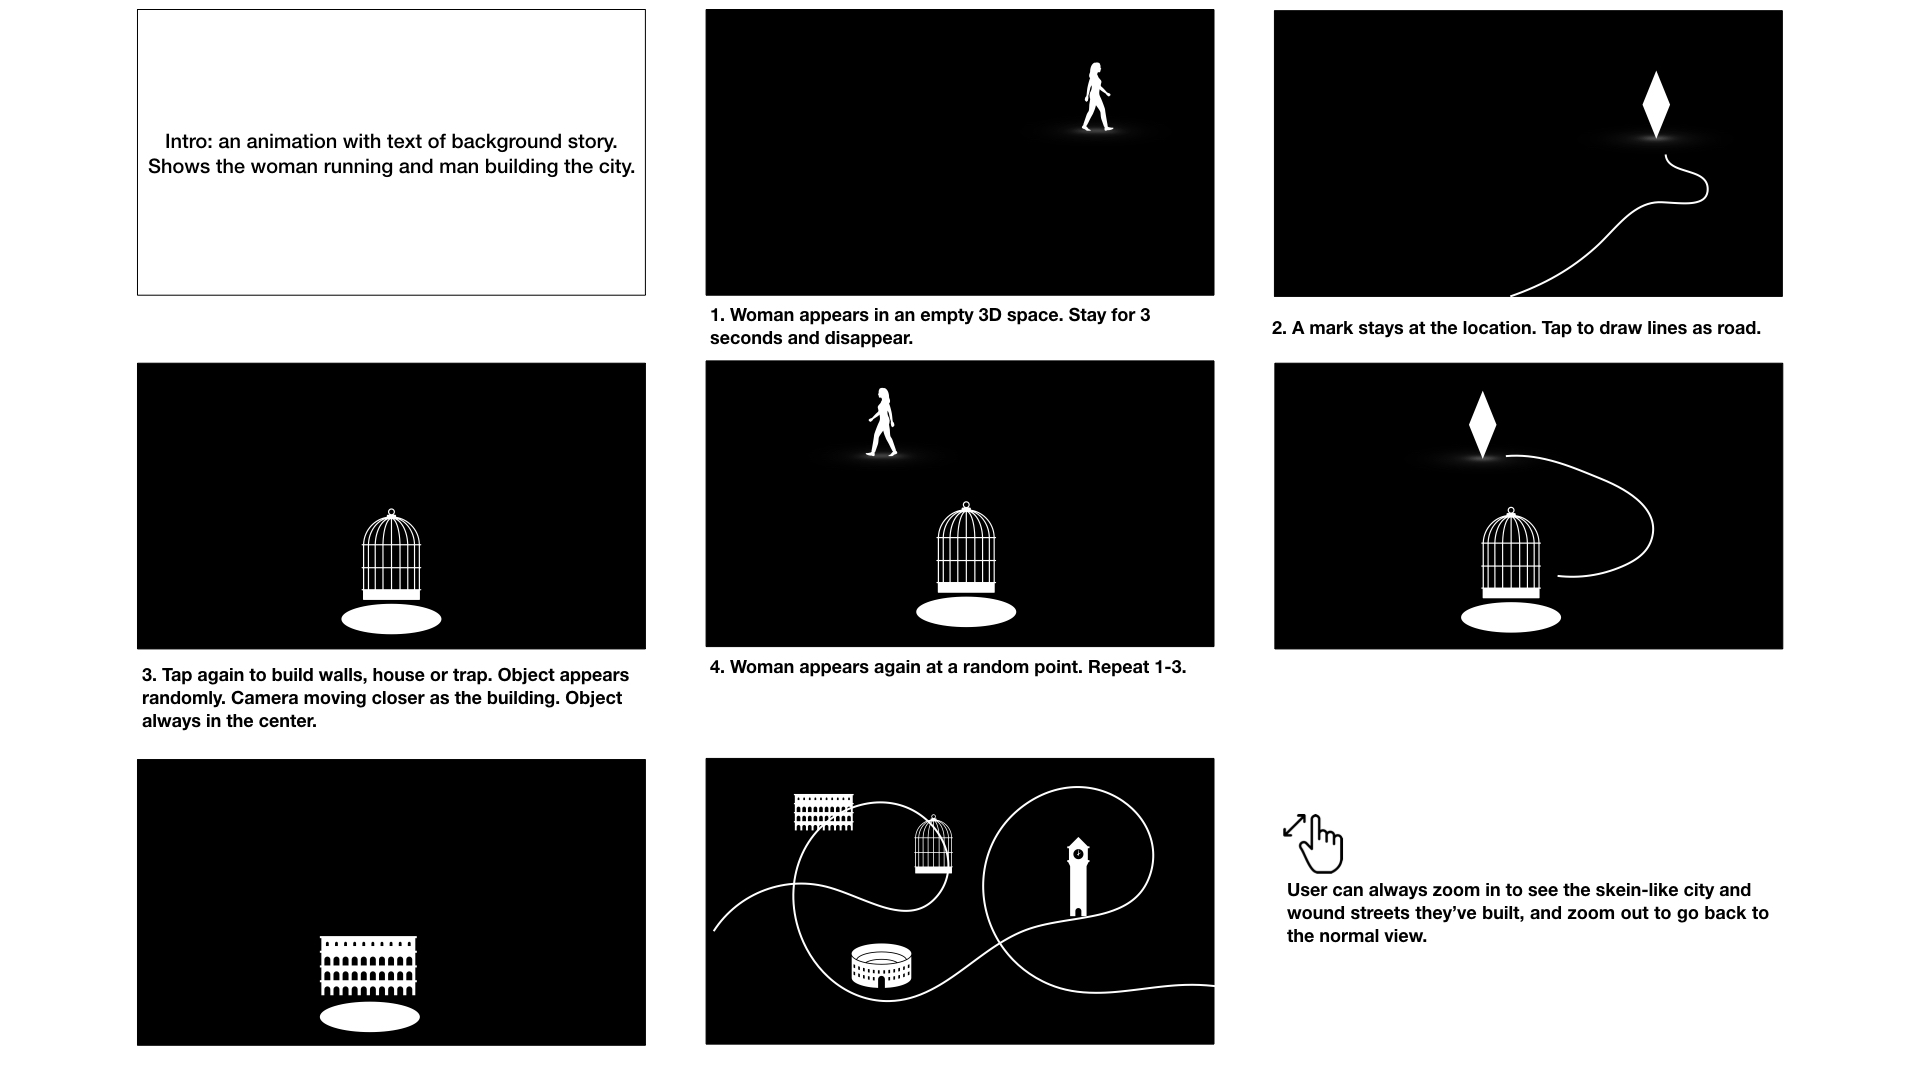 Intro: an animation with text of background story.
Shows the woman running and man building the city.
1. Woman appears in an empty 3D space. Stay for 3
seconds and disappear.
2. A mark stays at the location. Tap to draw lines as road.
3. Tap again to build walls, house or trap. Object appears
randomly. Camera moving closer as the building. Object
always in the center.
4. Woman appears again at a random point. Repeat 1-3.
User can always zoom in to see the skein-like city and
wound streets they’ve built, and zoom out to go back to
the normal view.